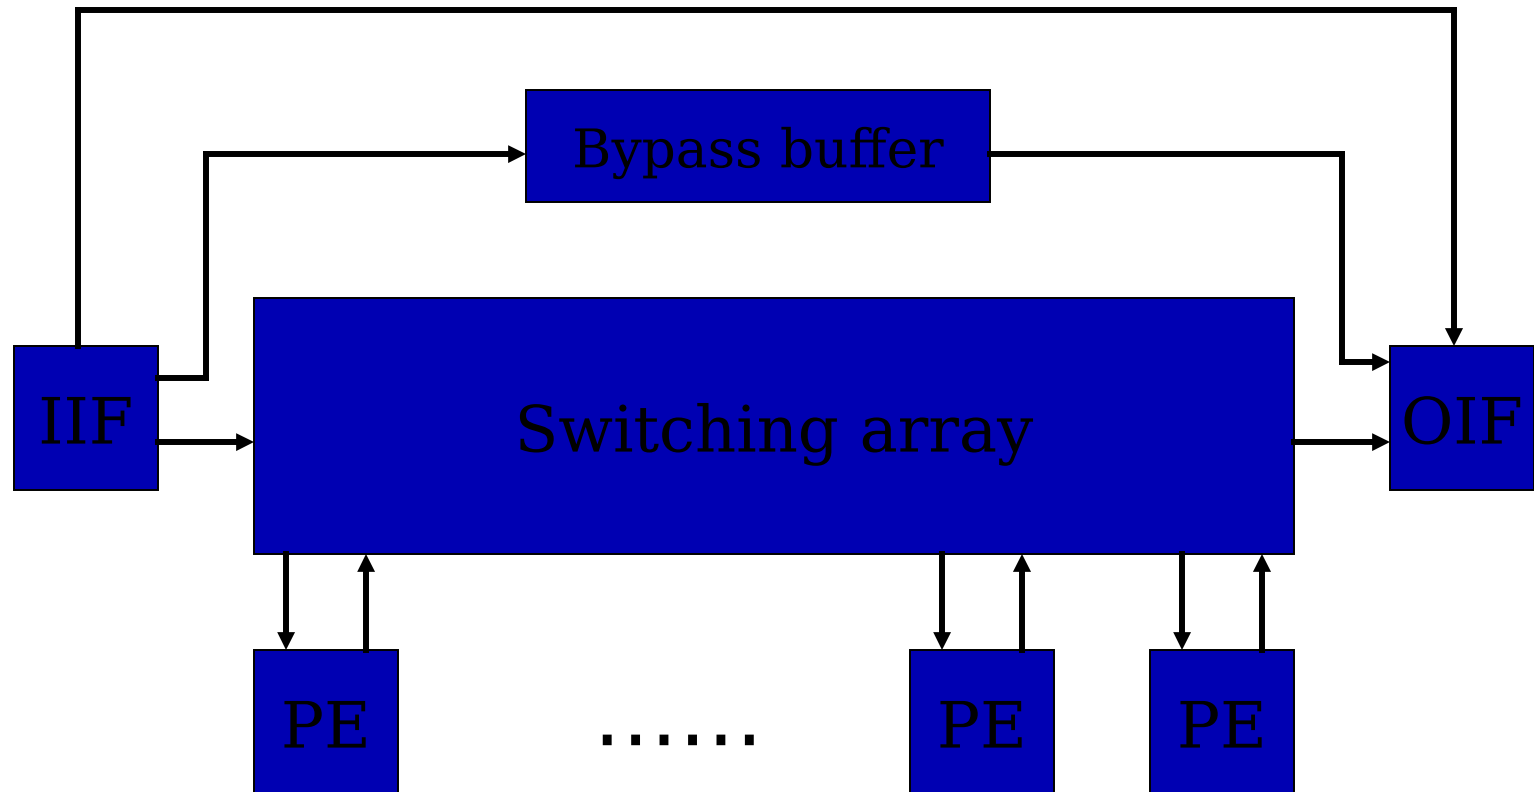 Bypass buffer
IIF
Switching array
OIF
PE
......
PE
PE